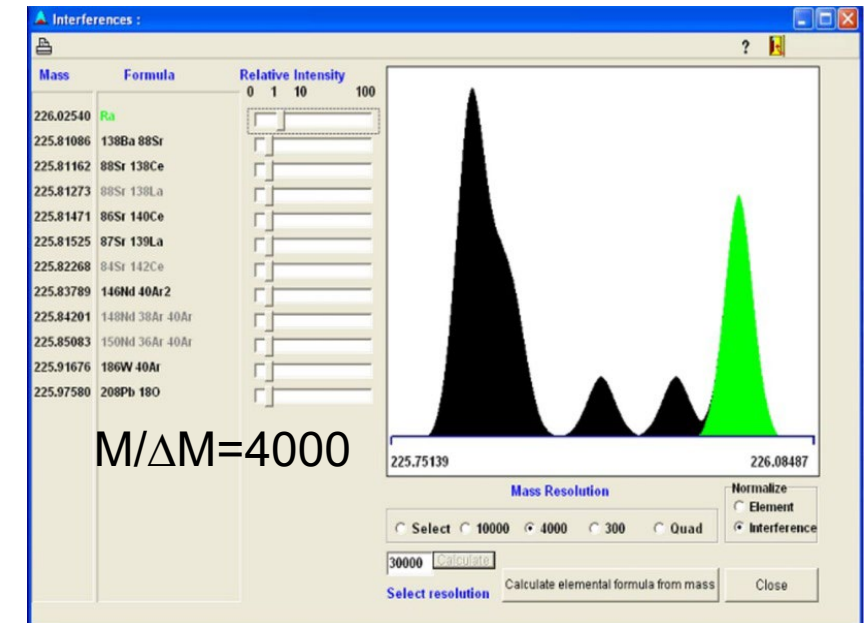 Interferences :
?
Mass Formula Relative Intensity
0 1 10 100
226.02540 Ra
225.81086 138Ba 88Sr
225.81162 88Sr 138Ce
225.81273 88Sr 138La
225.81471 86Sr 140Ce
225.81525 87Sr 139La
225.82268 84Sr 142Ce
225.83789 146Nd 40Ar2
225.84201 148Nd 38Ar 40Ar
225.85083 150Nd 36Ar 40Ar
225.91676 186W 40Ar
225.97580 208Pb 18O
M/ΔM=4000
225.75139 226.08487
Mass Resolution
Select 10000 4000 300 Quad
Normalize
Element
Interference
30000 Calculate
Select resolution
Calculate elemental formula from mass
Close